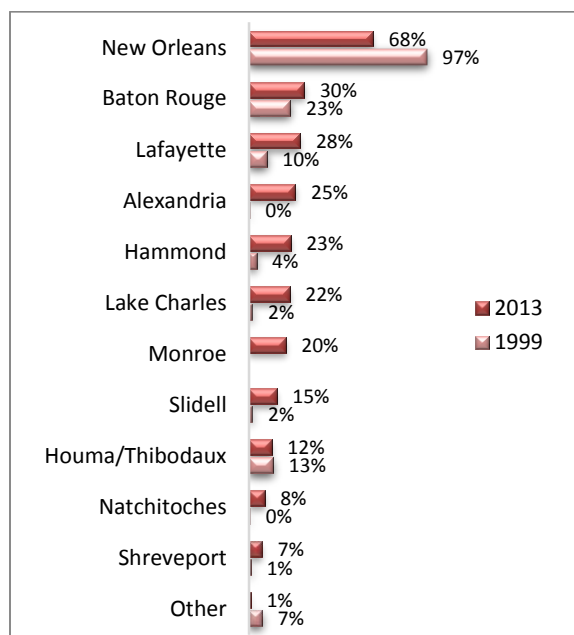 New Orleans
68%
97%
Baton Rouge
30%
23%
Lafayette
28%
10%
Alexandria
25%
0%
Hammond
23%
4%
Lake Charles
22%
2%
Monroe
20%
Slidell
15%
2%
Houma/Thibodaux
12%
13%
Natchitoches
8%
0%
Shreveport
7%
1%
Other
1%
7%
2013
1999